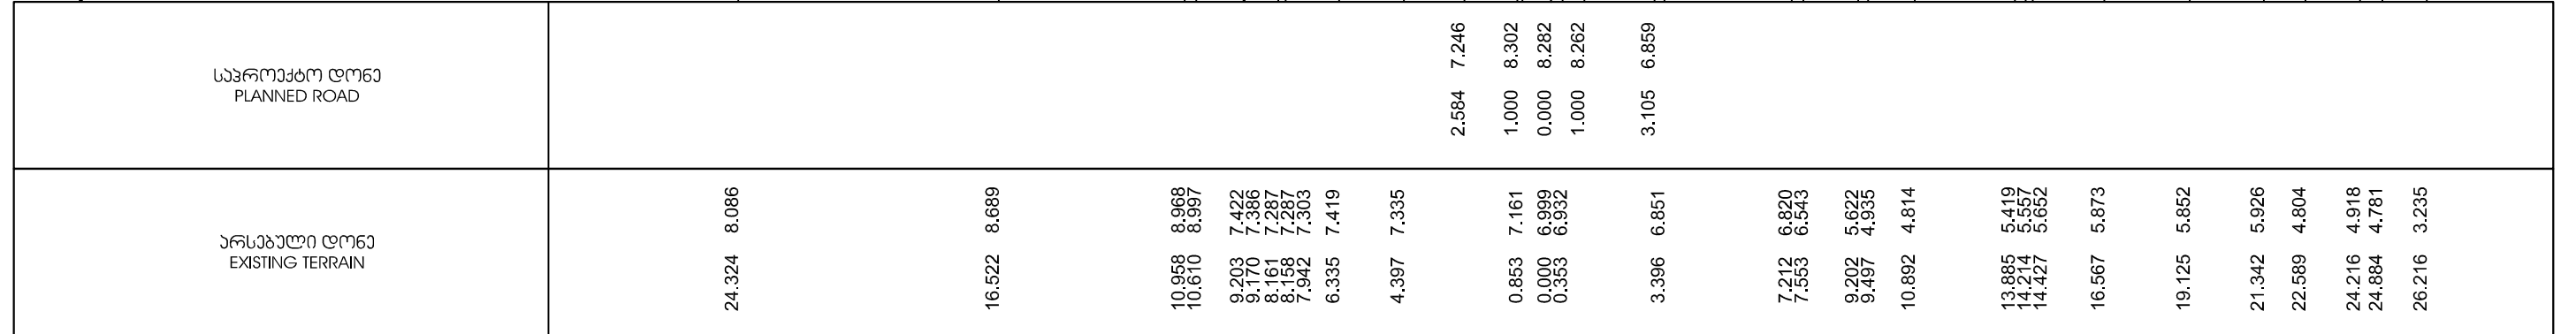 საპროექტო დონე
PLANNED ROAD
7.246 8.302 8.282 8.262 6.859
2.584 1.000 0.000 1.000 3.105
არსებული დონე
EXISTING TERRAIN
8.086 8.689 8.968 8.997 7.422 7.386 7.287 7.287 7.303 7.419 7.335 7.161 6.999 6.932 6.851 6.820 6.543 5.622 4.935 4.814 5.419 5.557 5.652 5.873 5.852 5.926 4.804 4.918 4.781 3.235
24.324 16.522 10.958 10.610 9.203 9.170 8.161 8.158 7.942 6.335 4.397 0.853 0.000 0.353 3.396 7.212 7.553 9.202 9.497 10.892 13.885 14.214 14.427 16.567 19.125 21.342 22.589 24.216 24.884 26.216